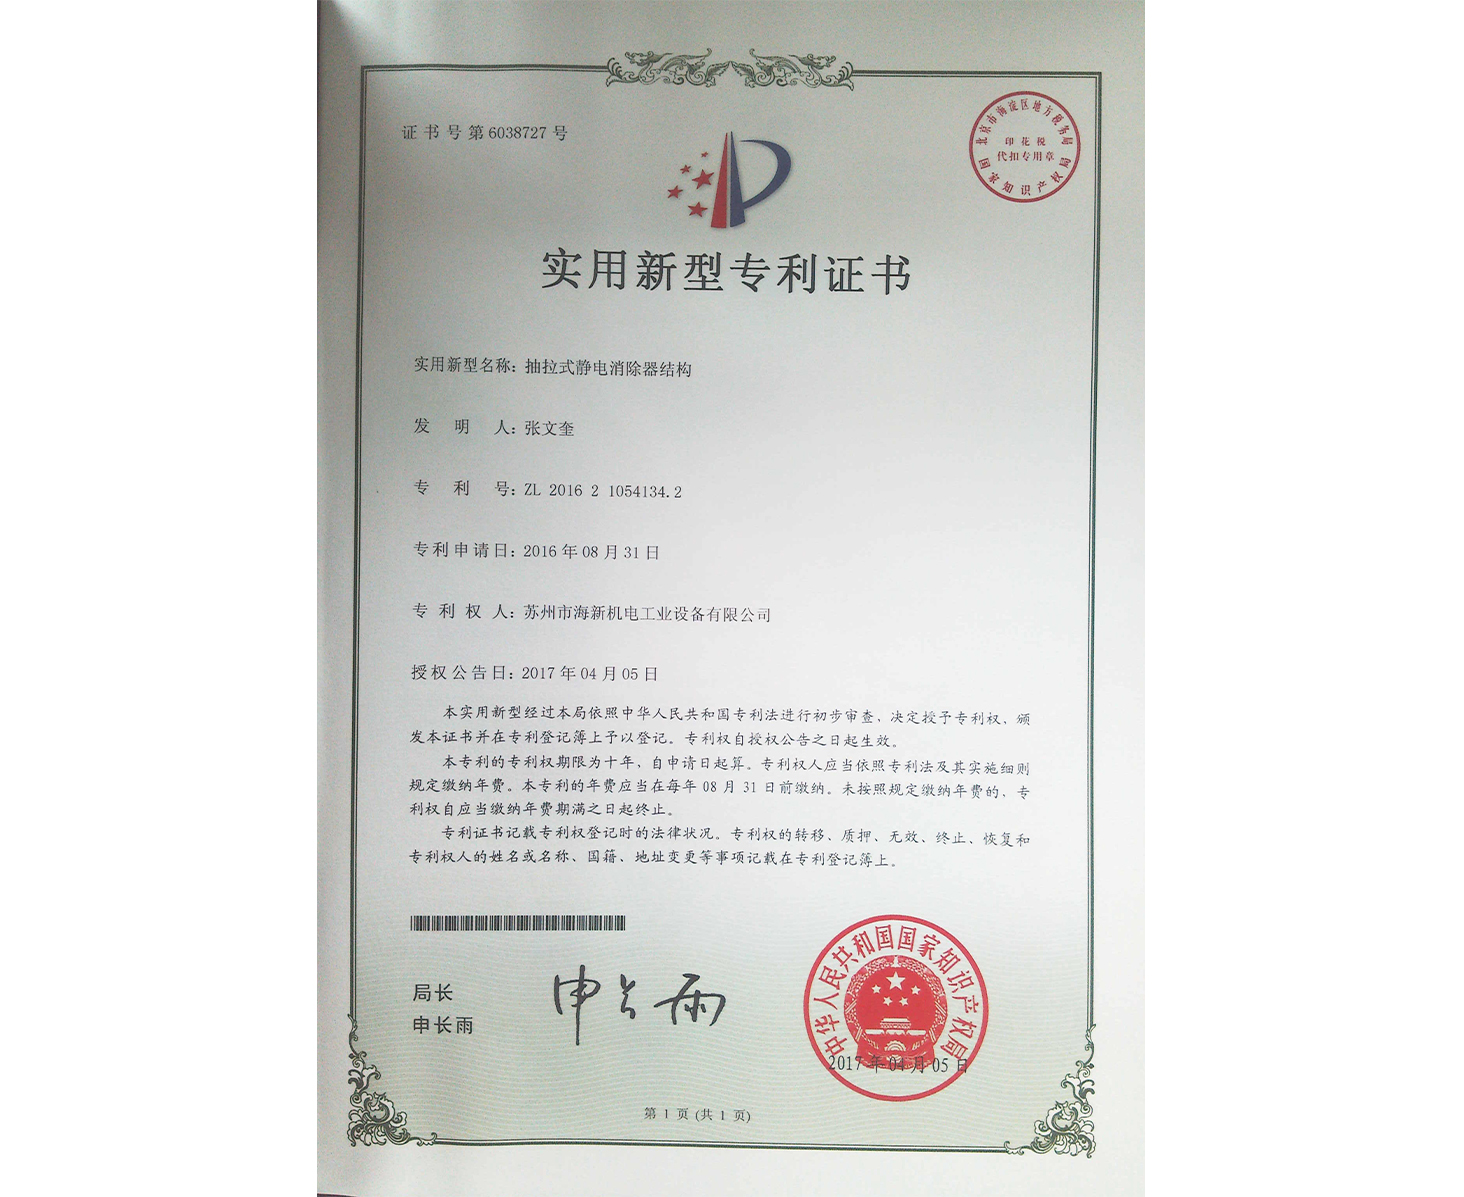 证书号第6038727号
北京市海淀区地方税务局
印花税
代扣专用章
国家知识产权局
实用新型专利证书
实用新型名称：抽拉式静电消除器结构
发明人：张文奎
专利号：ZL 2016 2 1054134.2
专利申请日：2016年08月31日
专利权人：苏州市海新机电工业设备有限公司
授权公告日：2017年04月05日
本实用新型经过本局依照中华人民共和国专利法进行初步审查，决定授予专利权，颁
发本证书并在专利登记簿上予以登记。专利权自授权公告之日起生效。
本专利的专利权期限为十年，自申请日起算。专利权人应当依照专利法及其实施细则
规定缴纳年费。本专利的年费应当在每年08月31日前缴纳。未按照规定缴纳年费的，专
利权自应当缴纳年费期满之日起终止。
专利证书记载专利权登记时的法律状况。专利权的转移、质押、无效、终止、恢复和
专利权人的姓名或名称、国籍、地址变更等事项记载在专利登记簿上。
局长
申长雨
申长雨
中华人民共和国国家知识产权局
2017年04月05日
第1页(共1页)